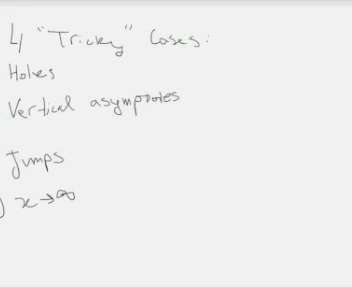 4 "Tricky" Cases:
Holes
Vertical asymptotes
Jumps
) x→∞